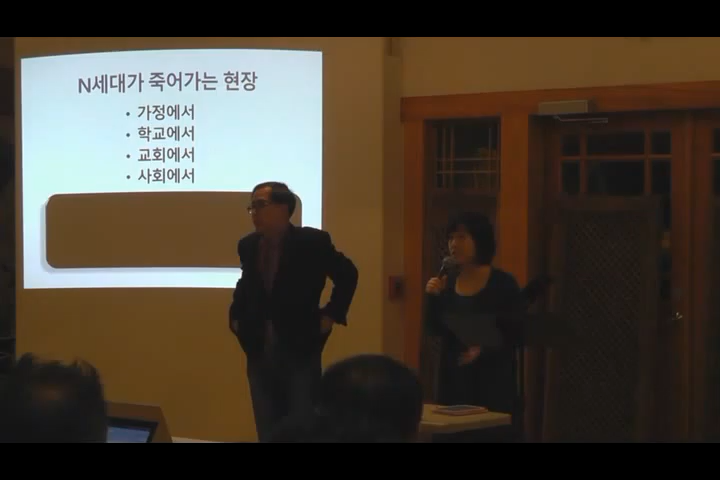 N세대가 죽어가는 현장
• 가정에서
• 학교에서
• 교회에서
• 사회에서